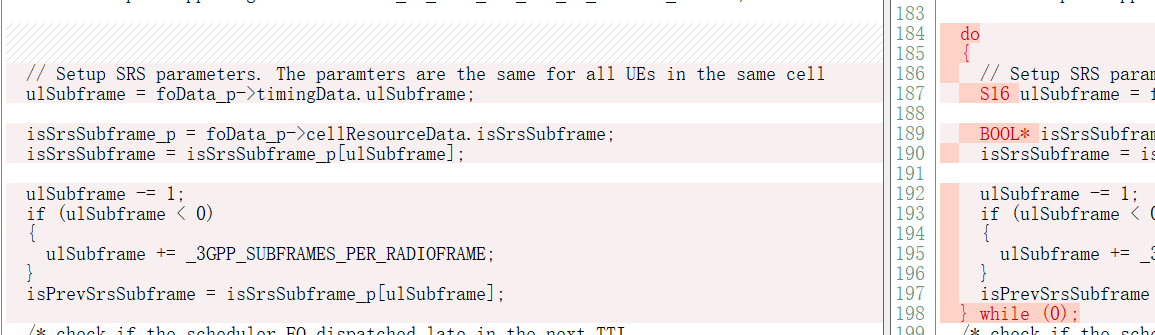 // Setup SRS parameters. The paramters are the same for all UEs in the same cell
ulSubframe = foData_p->timingData.ulSubframe;
isSrsSubframe_p = foData_p->cellResourceData.isSrsSubframe;
isSrsSubframe = isSrsSubframe_p[ulSubframe];
ulSubframe -= 1;
if (ulSubframe < 0)
{
ulSubframe += _3GPP_SUBFRAMES_PER_RADIOFRAME;
}
isPrevSrsSubframe = isSrsSubframe_p[ulSubframe];
/* check if the scheduler FO dispatched late in the next TTI
183
184 do
185 {
186 // Setup SRS param
187 S16 ulSubframe = f
188
189 BOOL* isSrsSubfram
190 isSrsSubframe = is
191
192 ulSubframe -= 1;
193 if (ulSubframe < 0
194 {
195 ulSubframe += _3
196 }
197 isPrevSrsSubframe
198 } while (0);
199 /* check if the sch